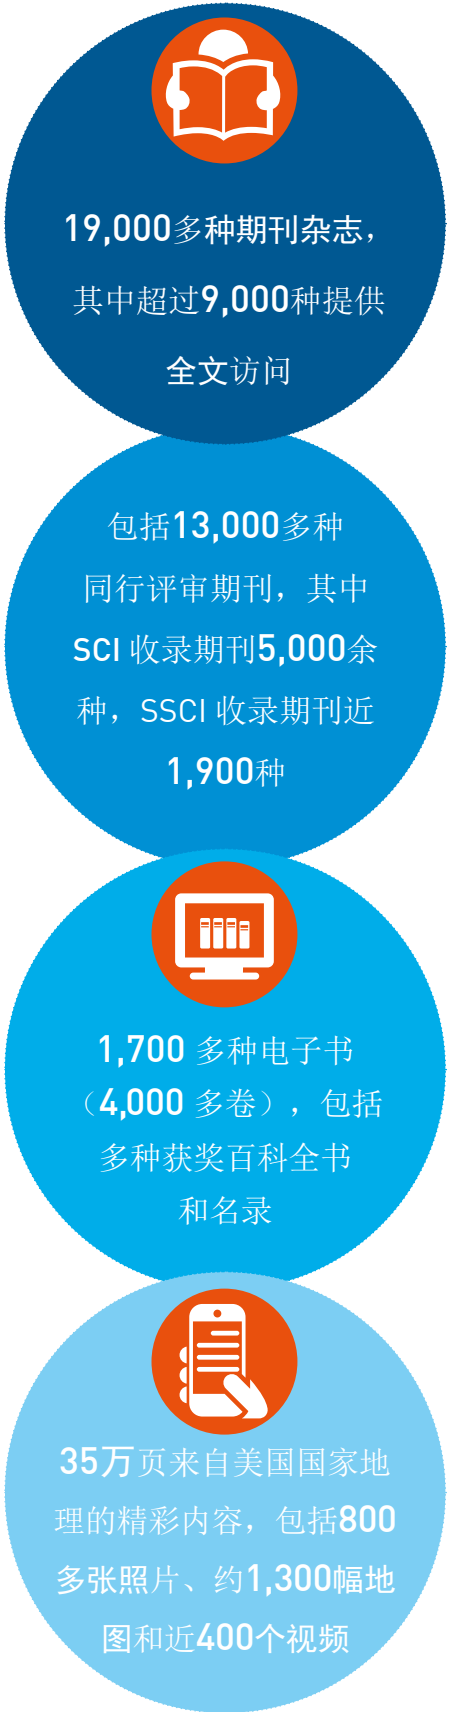 19,000多种期刊杂志，
其中超过9,000种提供
全文访问
包括13,000多种
同行评审期刊，其中
SCI 收录期刊5,000余
种，SSCI 收录期刊近
1,900种
1,700 多种电子书
（4,000 多卷），包括
多种获奖百科全书
和名录
35万页来自美国国家地
理的精彩内容，包括800
多张照片、约1,300幅地
图和近400个视频